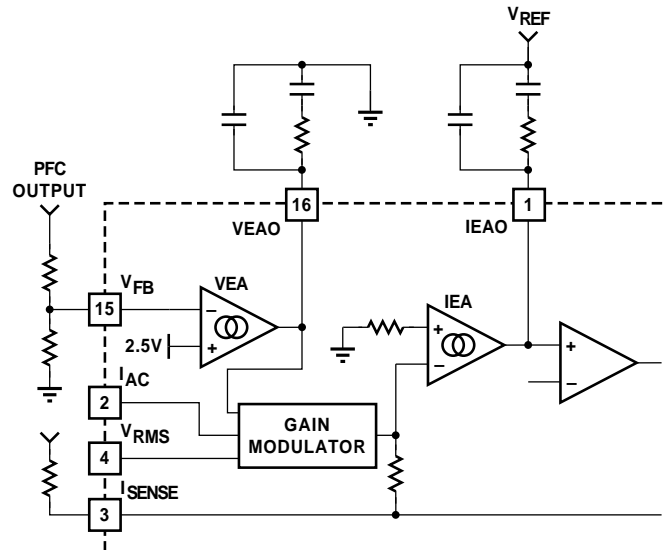 VREF
PFC
OUTPUT
16
VEAO
1
IEAO
VFB
15
VEA
−
+
2.5V
IEA
+
−
+
−
IAC
2
VRMS
4
GAIN
MODULATOR
ISENSE
3